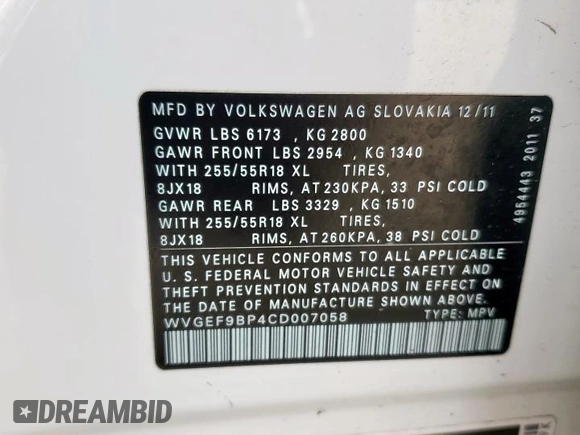 MFD BY VOLKSWAGEN AG SLOVAKIA 12/11
GVWR LBS 6173 , KG 2800
GAWR FRONT LBS 2954 , KG 1340
WITH 255/55R18 XL TIRES,
8JX18 RIMS, AT 230KPA, 33 PSI COLD
GAWR REAR LBS 3329 , KG 1510
WITH 255/55R18 XL TIRES,
8JX18 RIMS, AT 260KPA, 38 PSI COLD
THIS VEHICLE CONFORMS TO ALL APPLICABLE
U. S. FEDERAL MOTOR VEHICLE SAFETY AND
THEFT PREVENTION STANDARDS IN EFFECT ON
THE DATE OF MANUFACTURE SHOWN ABOVE.
WVGEF9BP4CD007058 TYPE: MPV
4954443 2011 37
DREAMBID